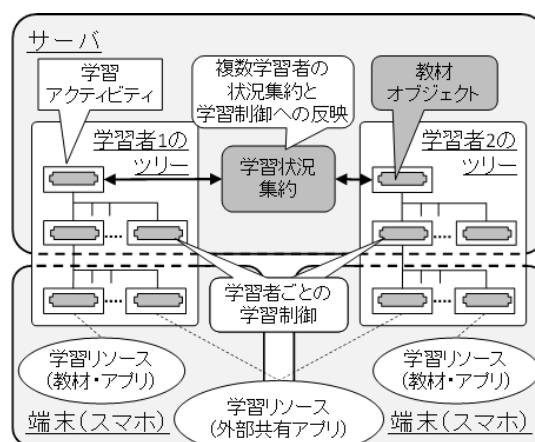 サーバ
学習
アクティビティ
複数学習者の
状況集約と
学習制御への反映
教材
オブジェクト
学習者1の
ツリー
学習状況
集約
学習者2の
ツリー
学習者ごとの
学習制御
学習リソース
(教材・アプリ)
学習リソース
(教材・アプリ)
端末(スマホ)
学習リソース
(外部共有アプリ)
端末(スマホ)